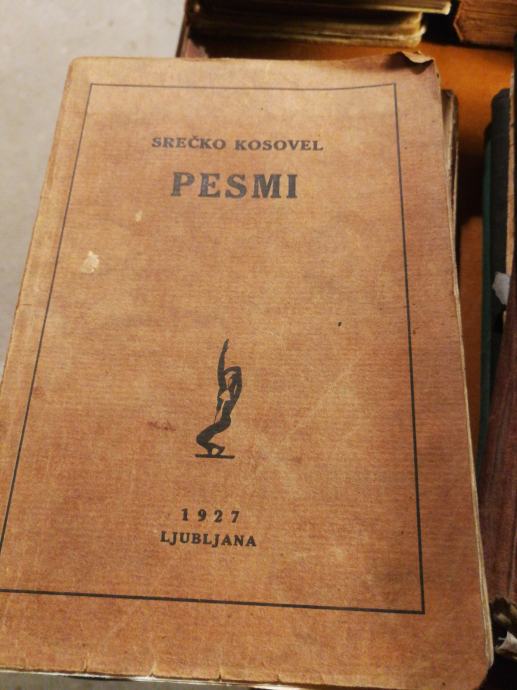 SREČKO KOSOVEL
PESMI
1927
LJUBLJANA